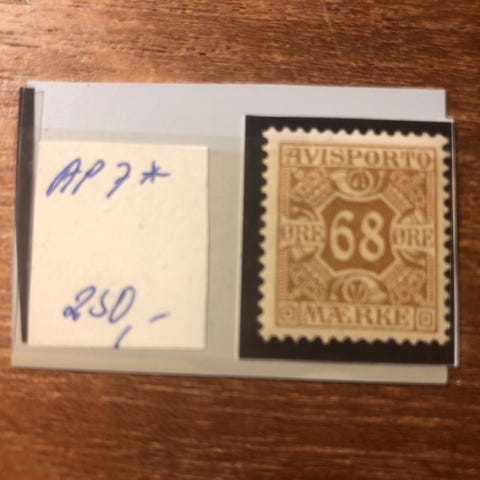 AP 7*
250,-
AVISPORTO
ØRE 68 ØRE
MÆRKE